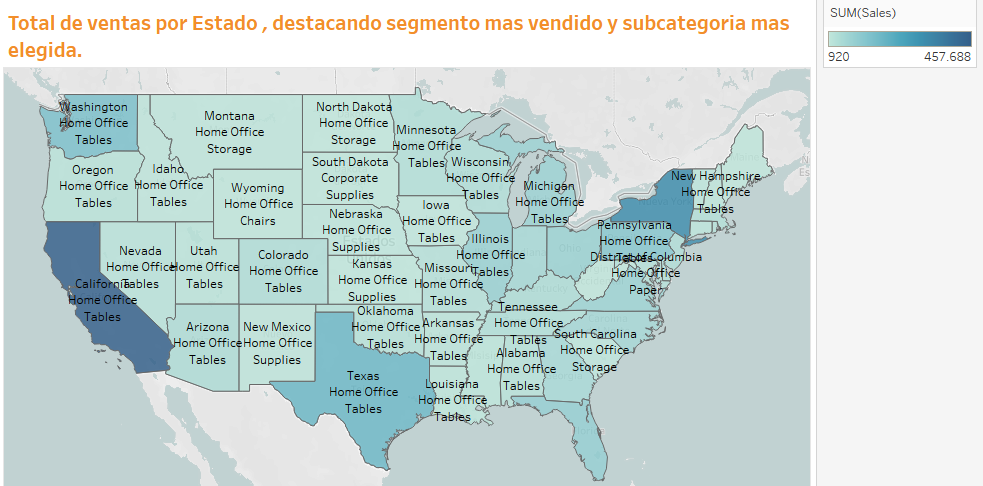 Total de ventas por Estado , destacando segmento mas vendido y subcategoria mas
elegida.
SUM(Sales)
920
457.688
Washington
Home Office
Tables
Montana
Home Office
Storage
North Dakota
Home Office
Storage
Minnesota
Home Office
Tables
Oregon
Home Office
Tables
Idaho
Home Office
Tables
Wyoming
Home Office
Chairs
South Dakota
Corporate
Supplies
Wisconsin
Home Office
Tables
Michigan
Home Office
Tables
New Hampshire
Home Office
Tables
Nebraska
Home Office
Supplies
Iowa
Home Office
Tables
Pennsylvania
Home Office
Tables
Nevada
Home Office
Tables
Utah
Home Office
Tables
Colorado
Home Office
Tables
Kansas
Home Office
Supplies
Missouri
Home Office
Tables
Illinois
Home Office
Tables
District of Columbia
Home Office
Paper
California
Home Office
Tables
Arizona
Home Office
Tables
New Mexico
Home Office
Supplies
Oklahoma
Home Office
Tables
Arkansas
Home Office
Tables
Tennessee
Home Office
Tables
South Carolina
Home Office
Storage
Alabama
Home Office
Tables
Texas
Home Office
Tables
Louisiana
Home Office
Tables